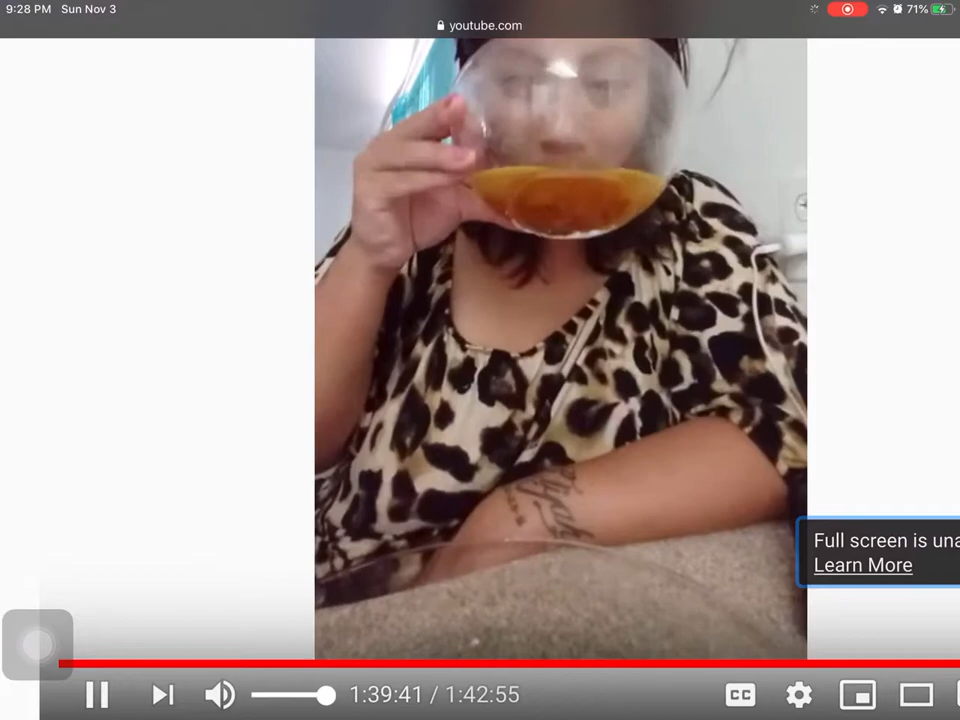 9:28 PM Sun Nov 3
71%
youtube.com
Full screen is una
Learn More
1:39:41 / 1:42:55
CC